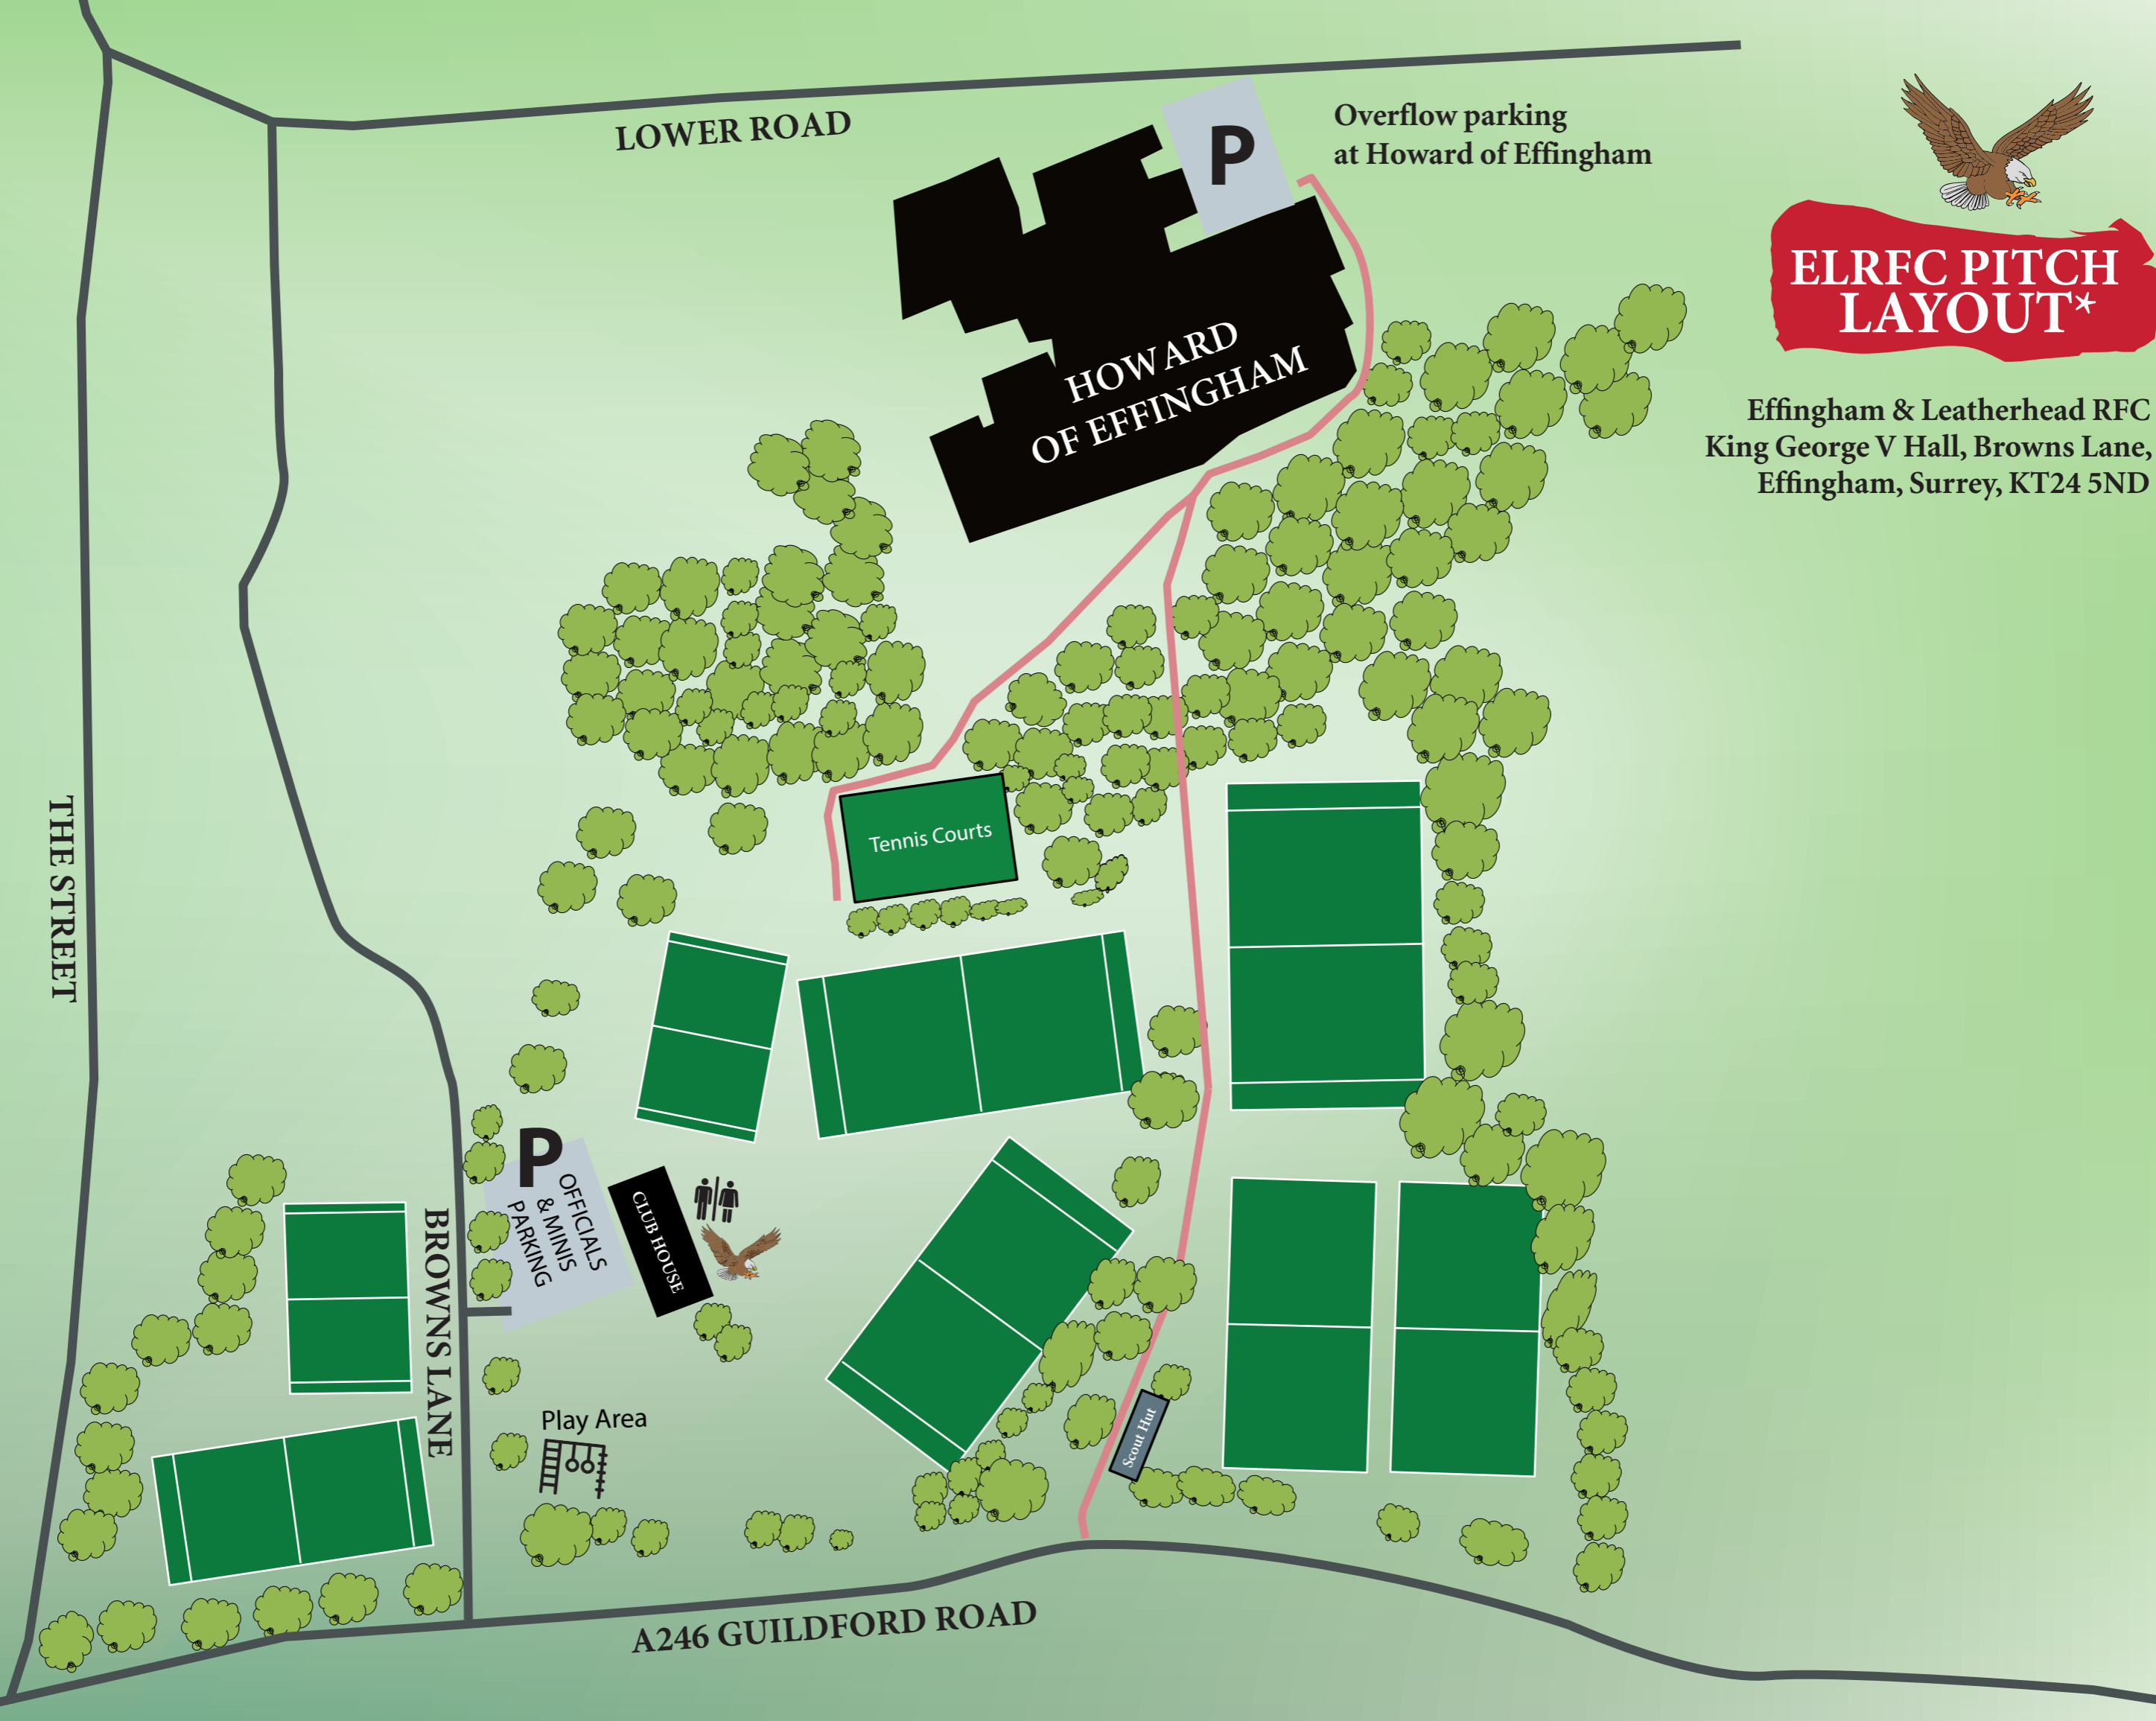 LOWER ROAD
P
Overflow parking
at Howard of Effingham
ELRFC PITCH
LAYOUT*
HOWARD
OF EFFINGHAM
Effingham & Leatherhead RFC
King George V Hall, Browns Lane,
Effingham, Surrey, KT24 5ND
THE STREET
Tennis Courts
P
OFFICIALS
& MINIS
PARKING
CLUB HOUSE
BROWNS LANE
Play Area
Scout Hut
A246 GUILDFORD ROAD